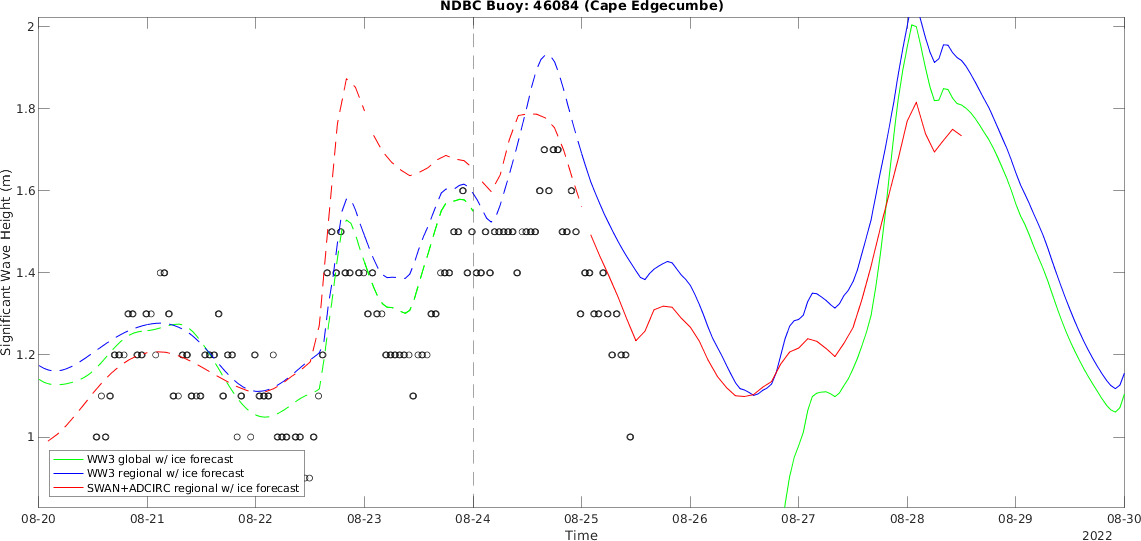 NDBC Buoy: 46084 (Cape Edgecumbe)
2
1.8
1.6
1.4
1.2
1
Significant Wave Height (m)
WW3 global w/ ice forecast
WW3 regional w/ ice forecast
SWAN+ADCIRC regional w/ ice forecast
08-20 08-21 08-22 08-23 08-24 08-25 08-26 08-27 08-28 08-29 08-30
Time
2022